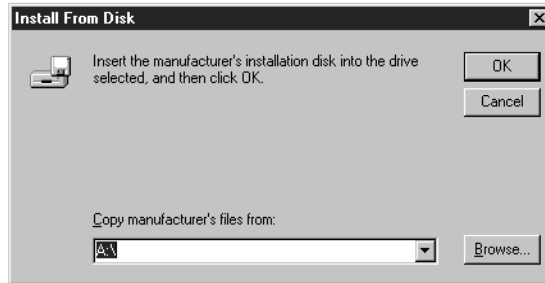 Install From Disk
Insert the manufacturer's installation disk into the drive
selected, and then click OK.
OK
Cancel
Copy manufacturer's files from:
A:\
Browse...